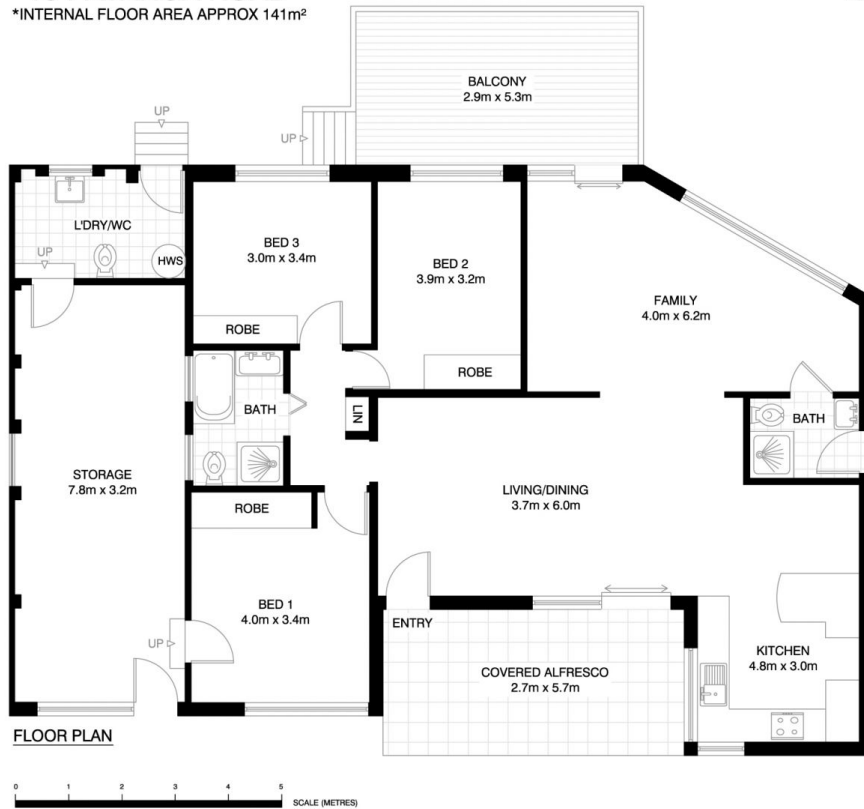 *INTERNAL FLOOR AREA APPROX 141m²
BALCONY
2.9m x 5.3m
UP
UP
L'DRY/WC
UP
HWS
BED 3
3.0m x 3.4m
ROBE
BED 2
3.9m x 3.2m
ROBE
FAMILY
4.0m x 6.2m
BATH
LIN
BATH
STORAGE
7.8m x 3.2m
LIVING/DINING
3.7m x 6.0m
ROBE
BED 1
4.0m x 3.4m
UP
ENTRY
COVERED ALFRESCO
2.7m x 5.7m
KITCHEN
4.8m x 3.0m
FLOOR PLAN
0 1 2 3 4 5
SCALE (METRES)